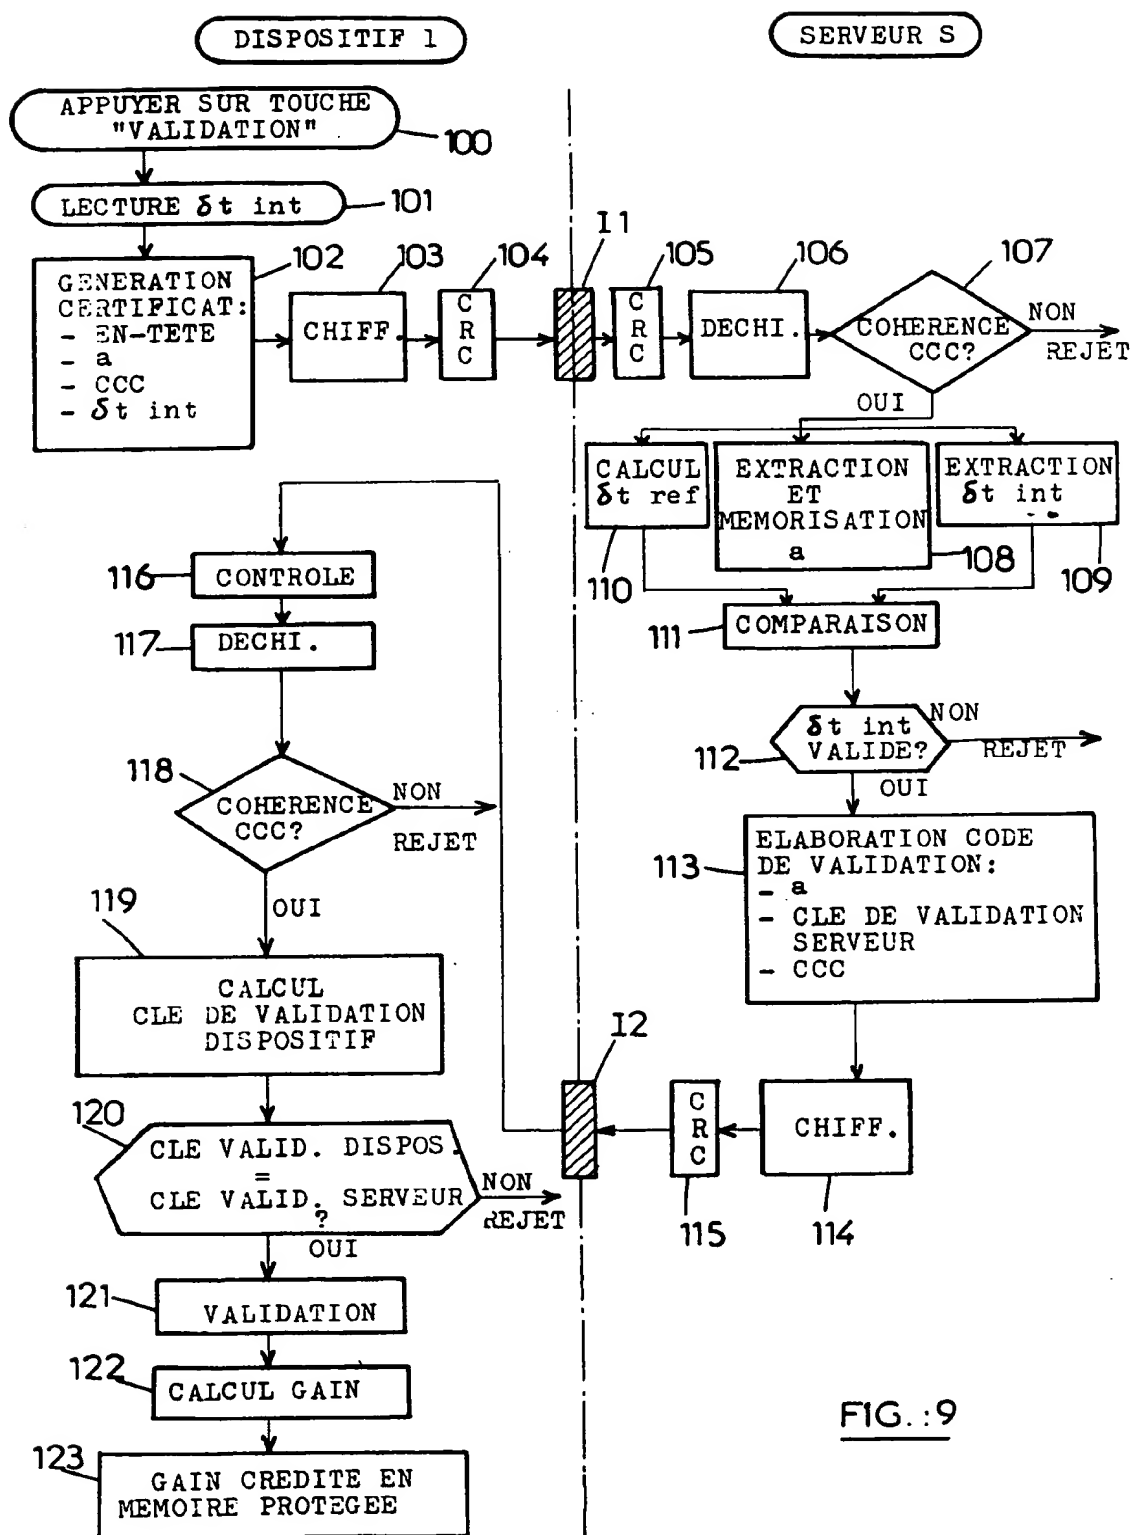 DISPOSITIF 1
SERVEUR S
APPUYER SUR TOUCHE
"VALIDATION"
100
LECTURE δt int
101
GENERATION
CERTIFICAT:
- EN-TETE
- a
- CCC
- δt int
102
CHIFF.
103
CRC
104
I1
CRC
105
DECHI.
106
COHERENCE
CCC?
107
NON
REJET
OUI
CALCUL
δt ref
110
EXTRACTION
ET
MEMORISATION
a
108
EXTRACTION
δt int
109
COMPARAISON
111
δt int
VALIDE?
112
NON
REJET
OUI
ELABORATION CODE
DE VALIDATION:
- a
- CLE DE VALIDATION
SERVEUR
- CCC
113
CHIFF.
114
CRC
115
I2
116
CONTROLE
117
DECHI.
118
COHERENCE
CCC?
NON
REJET
OUI
119
CALCUL
CLE DE VALIDATION
DISPOSITIF
120
CLE VALID. DISPOS.
=
CLE VALID. SERVEUR
?
NON
REJET
OUI
121
VALIDATION
122
CALCUL GAIN
123
GAIN CREDITE EN
MEMOIRE PROTEGEE
FIG.:9